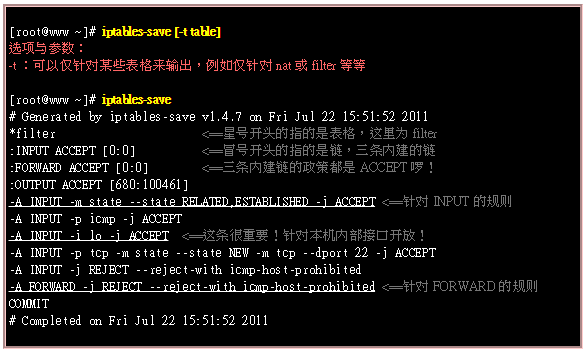 [root@www ~]# iptables-save [-t table]
选项与参数：
-t ：可以仅针对某些表格来输出，例如仅针对 nat 或 filter 等等
[root@www ~]# iptables-save
# Generated by iptables-save v1.4.7 on Fri Jul 22 15:51:52 2011
*filter <==星号开头的指的是表格，这里为 filter
:INPUT ACCEPT [0:0] <==冒号开头的指的是链，三条内建的链
:FORWARD ACCEPT [0:0] <==三条内建链的政策都是 ACCEPT 啰！
:OUTPUT ACCEPT [680:100461]
-A INPUT -m state --state RELATED,ESTABLISHED -j ACCEPT <==针对 INPUT 的规则
-A INPUT -p icmp -j ACCEPT
-A INPUT -i lo -j ACCEPT <==这条很重要！针对本机内部接口开放！
-A INPUT -p tcp -m state --state NEW -m tcp --dport 22 -j ACCEPT
-A INPUT -j REJECT --reject-with icmp-host-prohibited
-A FORWARD -j REJECT --reject-with icmp-host-prohibited <==针对 FORWARD 的规则
COMMIT
# Completed on Fri Jul 22 15:51:52 2011